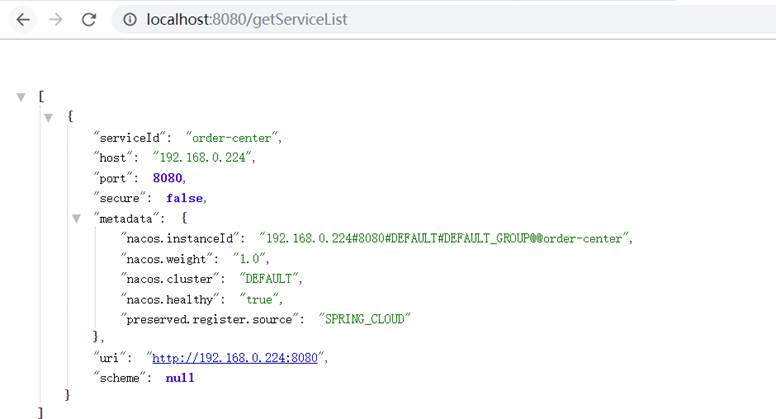 localhost:8080/getServiceList
[
{
"serviceId": "order-center",
"host": "192.168.0.224",
"port": 8080,
"secure": false,
"metadata": {
"nacos.instanceId": "192.168.0.224#8080#DEFAULT#DEFAULT_GROUP@@order-center",
"nacos.weight": "1.0",
"nacos.cluster": "DEFAULT",
"nacos.healthy": "true",
"preserved.register.source": "SPRING_CLOUD"
},
"uri": "http://192.168.0.224:8080",
"scheme": null
}
]